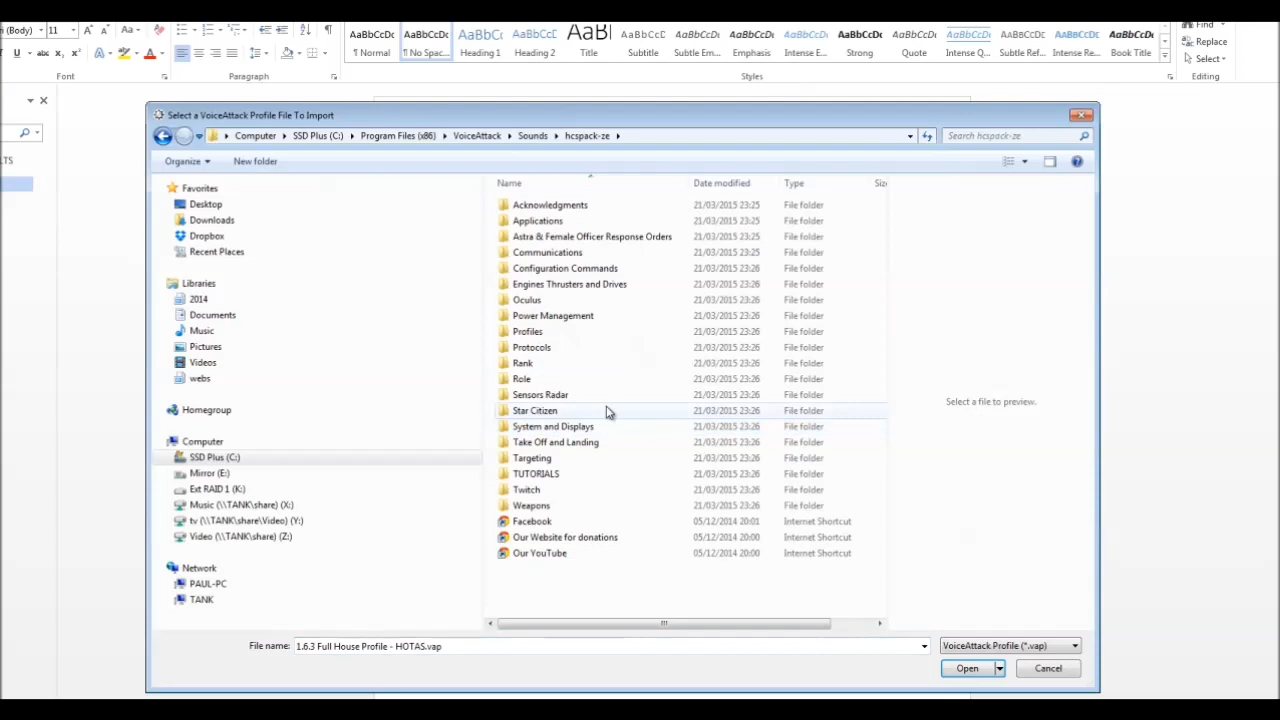 (Body) 11 Aa Find
AaBbCcDc AaBbCcDc AaBbCc AaBbCc AaBl AaBbCcD AaBbCcDc AaBbCcDc AaBbCcDc AaBbCcDc AaBbCcDc AaBbCcDc AaBbCcDc AaBbCcDc AaBbCcDc
Replace
U abc x₂ x² A A
¶ Normal ¶ No Spac... Heading 1 Heading 2 Title Subtitle Subtle Em... Emphasis Intense E... Strong Quote Intense Q... Subtle Ref... Intense Re... Book Title
Select
Font Paragraph Styles Editing
Select a VoiceAttack Profile File To Import
Computer SSD Plus (C:) Program Files (x86) VoiceAttack Sounds hcspack-ze Search hcspack-ze
Organize New folder
LTS
Name Date modified Type Siz
Favorites
Desktop
Downloads
Dropbox
Recent Places
Libraries
2014
Documents
Music
Pictures
Videos
webs
Homegroup
Computer
SSD Plus (C:)
Mirror (E:)
Ext RAID 1 (K:)
Music (\\TANK\share) (X:)
tv (\\TANK\share\Video) (Y:)
Video (\\TANK\share) (Z:)
Network
PAUL-PC
TANK
Acknowledgments 21/03/2015 23:25 File folder
Applications 21/03/2015 23:25 File folder
Astra & Female Officer Response Orders 21/03/2015 23:25 File folder
Communications 21/03/2015 23:25 File folder
Configuration Commands 21/03/2015 23:26 File folder
Engines Thrusters and Drives 21/03/2015 23:26 File folder
Oculus 21/03/2015 23:26 File folder
Power Management 21/03/2015 23:26 File folder
Profiles 21/03/2015 23:26 File folder
Protocols 21/03/2015 23:26 File folder
Rank 21/03/2015 23:26 File folder
Role 21/03/2015 23:26 File folder
Sensors Radar 21/03/2015 23:26 File folder
Star Citizen 21/03/2015 23:26 File folder
System and Displays 21/03/2015 23:26 File folder
Take Off and Landing 21/03/2015 23:26 File folder
Targeting 21/03/2015 23:26 File folder
TUTORIALS 21/03/2015 23:26 File folder
Twitch 21/03/2015 23:26 File folder
Weapons 21/03/2015 23:26 File folder
Facebook 05/12/2014 20:01 Internet Shortcut
Our Website for donations 05/12/2014 20:00 Internet Shortcut
Our YouTube 05/12/2014 20:00 Internet Shortcut
Select a file to preview.
File name: 1.6.3 Full House Profile - HOTAS.vap VoiceAttack Profile (*.vap)
Open Cancel